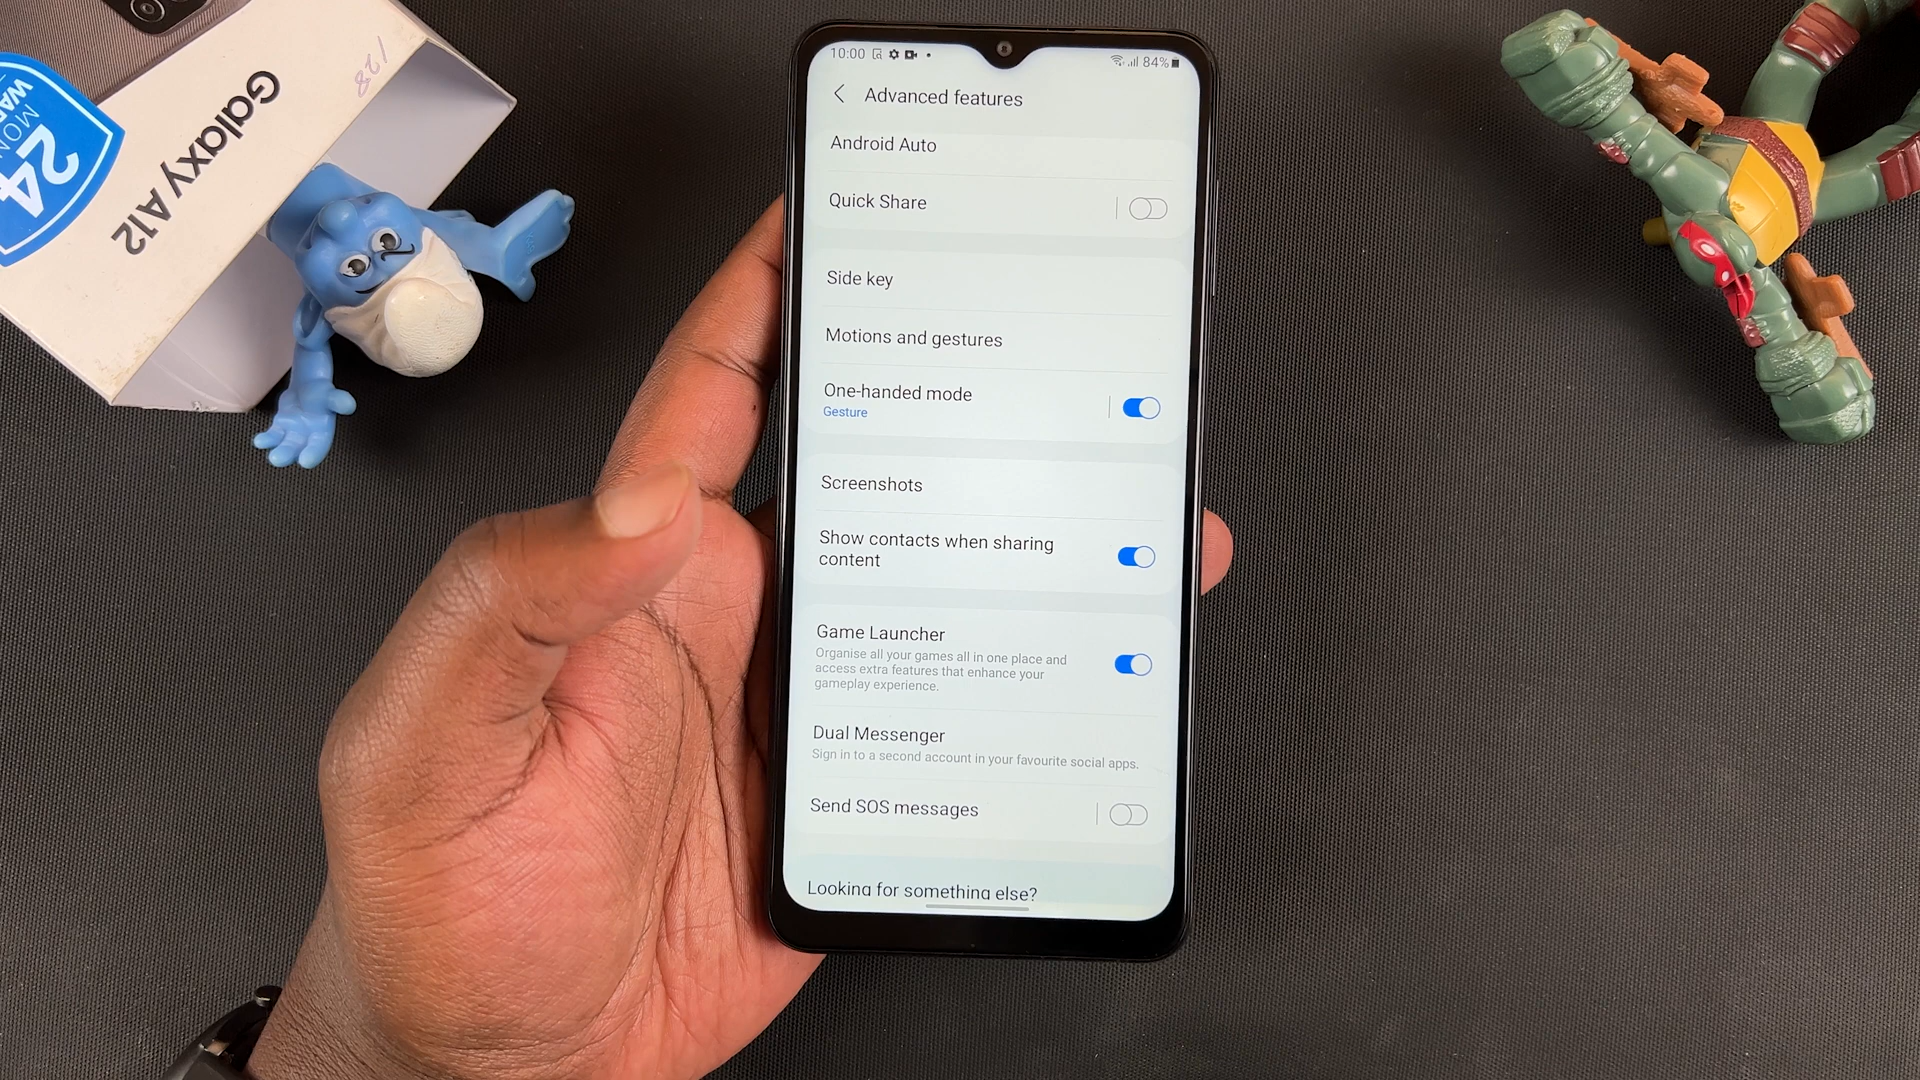 Galaxy A12
128
24
MON
WAR
10:00
84%
Advanced features
Android Auto
Quick Share
Side key
Motions and gestures
One-handed mode
Gesture
Screenshots
Show contacts when sharing
content
Game Launcher
Organise all your games all in one place and
access extra features that enhance your
gameplay experience.
Dual Messenger
Sign in to a second account in your favourite social apps.
Send SOS messages
Looking for something else?